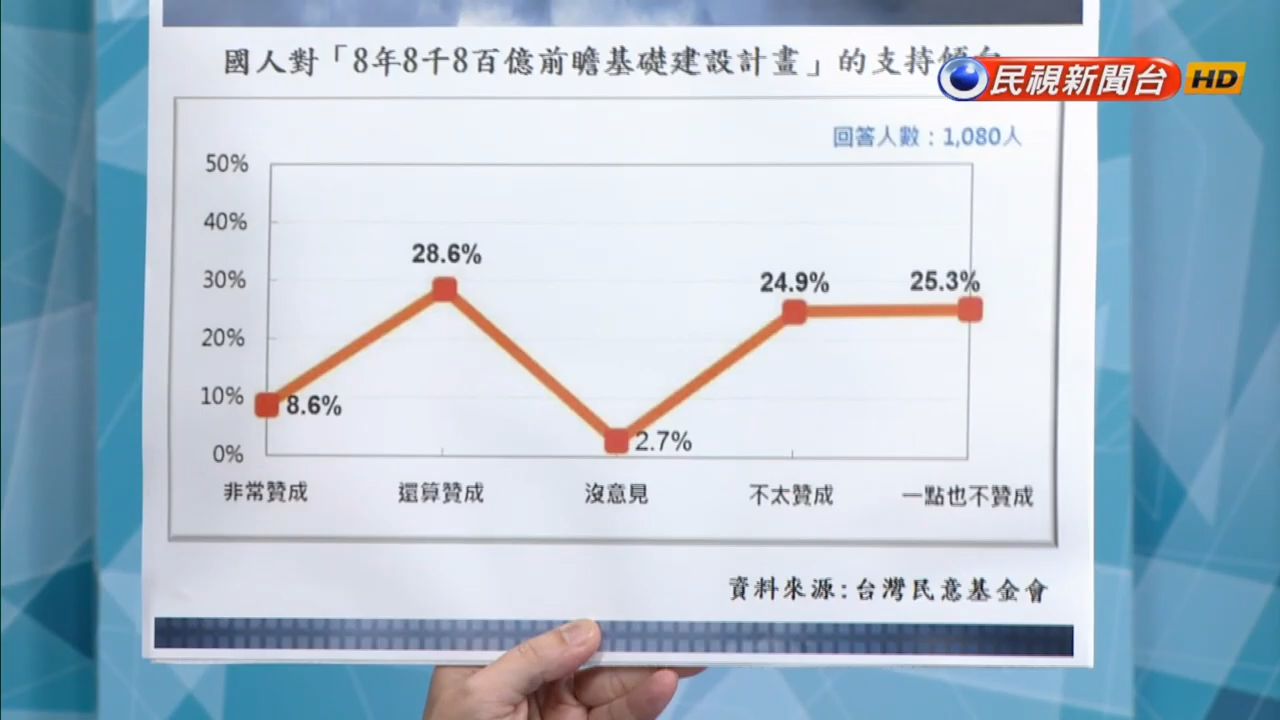 國人對「8年8千8百億前瞻基礎建設計畫」的支持傾向
民視新聞台 HD
回答人數：1,080人
50%
40%
30%
20%
10%
0%
28.6%
24.9%
25.3%
8.6%
2.7%
非常贊成 還算贊成 沒意見 不太贊成 一點也不贊成
資料來源:台灣民意基金會